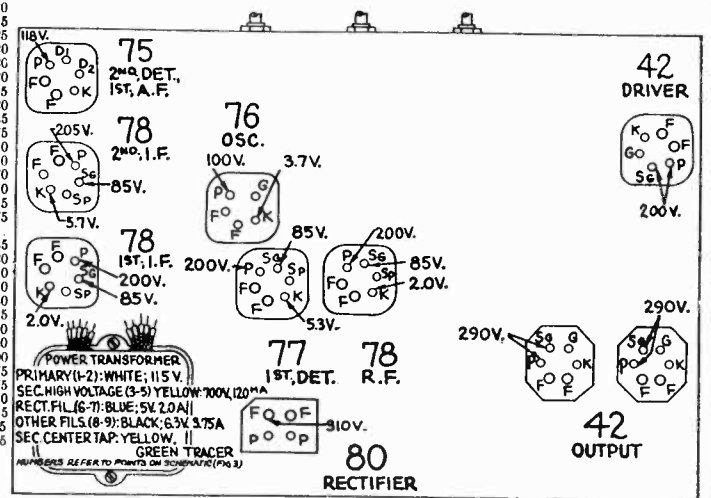 118V.
P D1 D2 F F K
75
2ND. DET.,
1ST, A.F.
42
DRIVER
K F F G SG P
200V.
78
2ND. I.F.
205V.
F F P SG K SP
85V.
5.7V.
76
OSC.
100V.
3.7V.
P G F F K
78
1ST, I.F.
F F P SG K SP
200V.
85V.
2.0V.
85V.
200V.
P SG SP F F K
5.3V.
77
1ST, DET.
200V.
P SG SP F F K
85V.
2.0V.
78
R.F.
290V.
SG G P K F F
290V.
SG G P K F F
42
OUTPUT
POWER TRANSFORMER
PRIMARY (1-2): WHITE; 115 V.
SEC. HIGH VOLTAGE (3-5) YELLOW: 700V, 120MA
RECT. FIL. (6-7): BLUE; 5V. 2.0A
OTHER FILS. (8-9): BLACK; 6.3V. 3.75A
SEC. CENTER TAP: YELLOW,
GREEN TRACER
NUMBERS REFER TO POINTS ON SCHEMATIC (FIG 3)
F F
P P
310V.
80
RECTIFIER